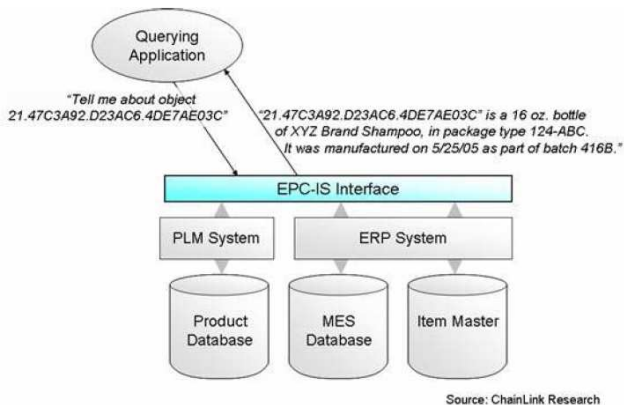 Querying
Application
"Tell me about object
21.47C3A92.D23AC6.4DE7AE03C"
"21.47C3A92.D23AC6.4DE7AE03C" is a 16 oz. bottle
of XYZ Brand Shampoo, in package type 124-ABC.
It was manufactured on 5/25/05 as part of batch 416B."
EPC-IS Interface
PLM System
ERP System
Product
Database
MES
Database
Item Master
Source: ChainLink Research